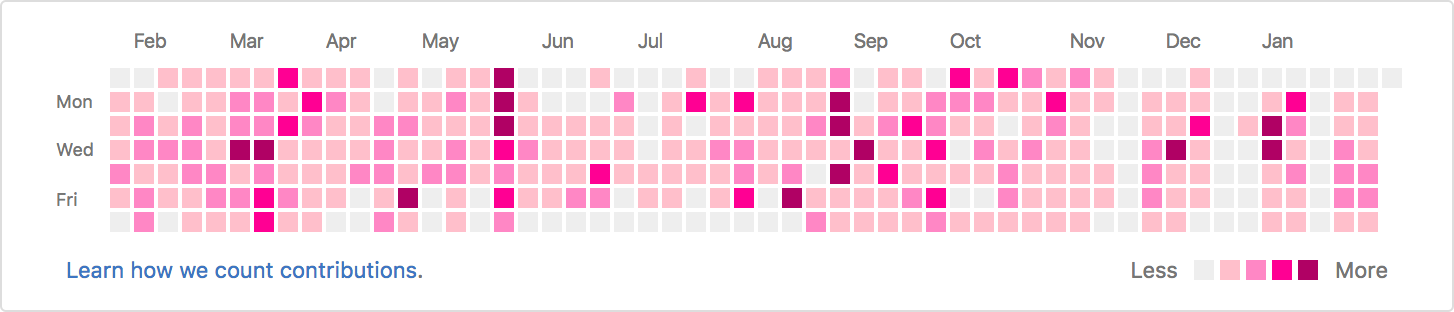 Feb Mar Apr May Jun Jul Aug Sep Oct Nov Dec Jan
Mon
Wed
Fri
Learn how we count contributions.
Less More